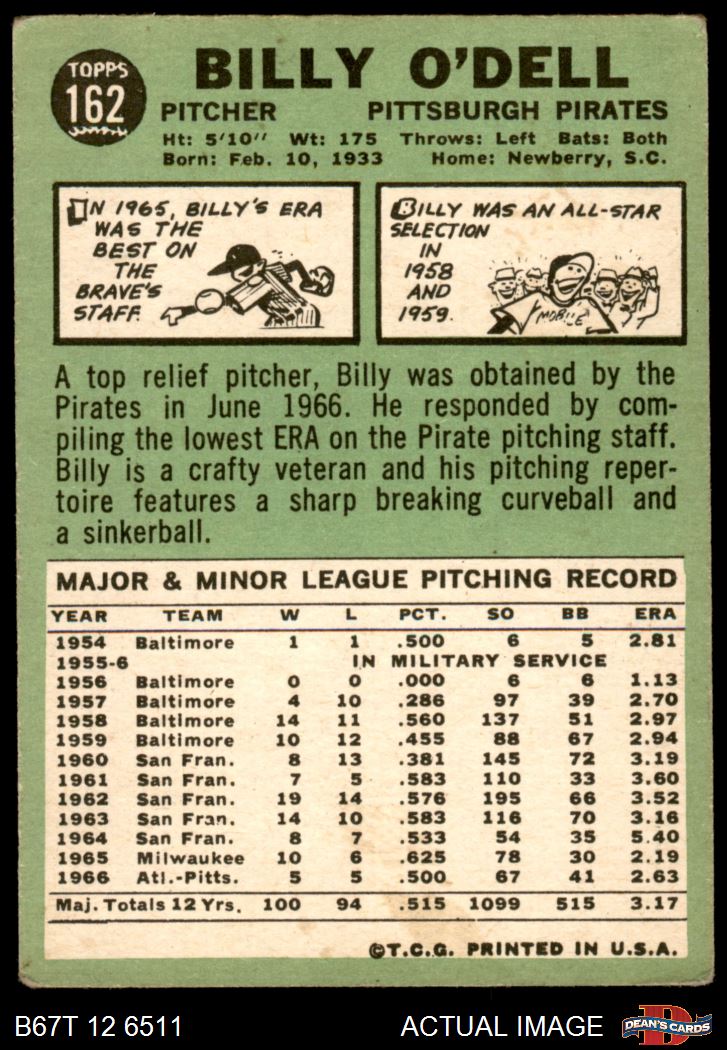 TOPPS
162
BILLY O'DELL
PITCHER PITTSBURGH PIRATES
Ht: 5'10" Wt: 175 Throws: Left Bats: Both
Born: Feb. 10, 1933 Home: Newberry, S.C.
IN 1965, BILLY'S ERA
WAS THE
BEST ON
THE
BRAVE'S
STAFF.
BILLY WAS AN ALL-STAR
SELECTION
IN
1958
AND
1959.
MOBILE
A top relief pitcher, Billy was obtained by the
Pirates in June 1966. He responded by com-
piling the lowest ERA on the Pirate pitching staff.
Billy is a crafty veteran and his pitching reper-
toire features a sharp breaking curveball and
a sinkerball.
MAJOR & MINOR LEAGUE PITCHING RECORD
YEAR TEAM W L PCT. SO BB ERA
1954 Baltimore 1 1 .500 6 5 2.81
1955-6 IN MILITARY SERVICE
1956 Baltimore 0 0 .000 6 6 1.13
1957 Baltimore 4 10 .286 97 39 2.70
1958 Baltimore 14 11 .560 137 51 2.97
1959 Baltimore 10 12 .455 88 67 2.94
1960 San Fran. 8 13 .381 145 72 3.19
1961 San Fran. 7 5 .583 110 33 3.60
1962 San Fran. 19 14 .576 195 66 3.52
1963 San Fran. 14 10 .583 116 70 3.16
1964 San Fran. 8 7 .533 54 35 5.40
1965 Milwaukee 10 6 .625 78 30 2.19
1966 Atl.-Pitts. 5 5 .500 67 41 2.63
Maj. Totals 12 Yrs. 100 94 .515 1099 515 3.17
©T.C.G. PRINTED IN U.S.A.
B67T 12 6511 ACTUAL IMAGE
D
DEAN'S CARDS